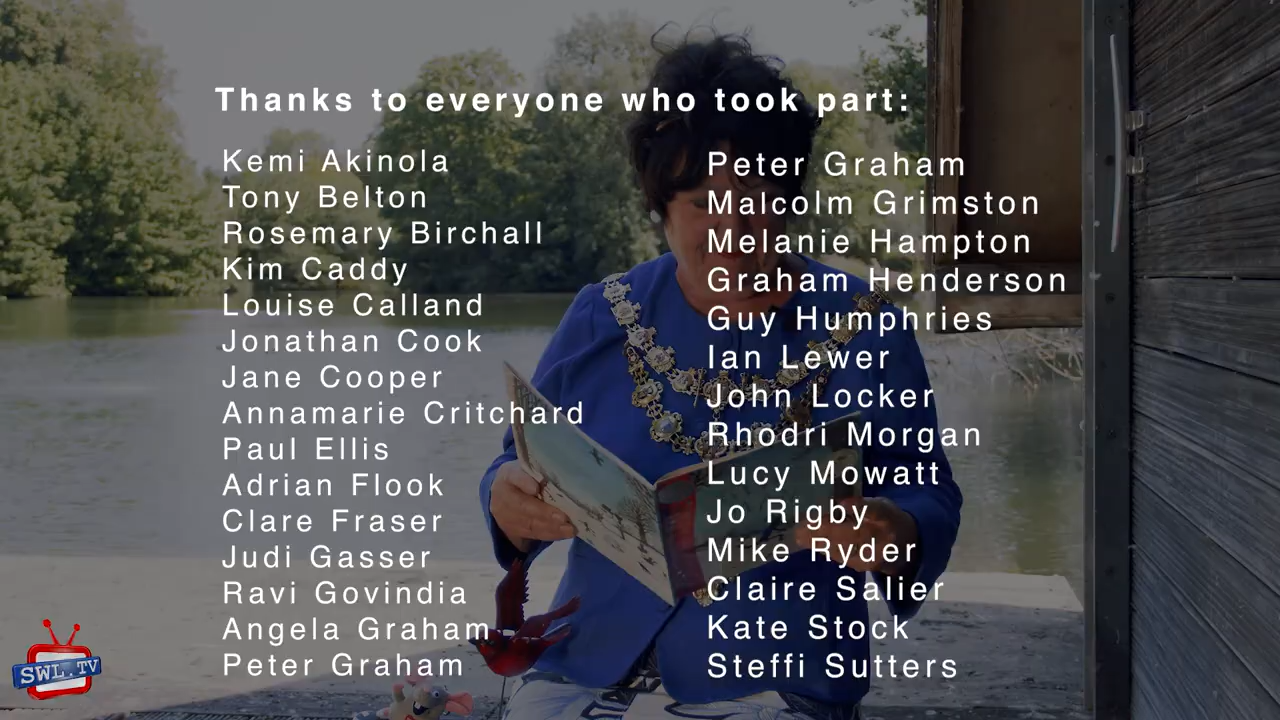 Thanks to everyone who took part:
Kemi Akinola
Tony Belton
Rosemary Birchall
Kim Caddy
Louise Calland
Jonathan Cook
Jane Cooper
Annamarie Critchard
Paul Ellis
Adrian Flook
Clare Fraser
Judi Gasser
Ravi Govindia
Angela Graham
Peter Graham
Peter Graham
Malcolm Grimston
Melanie Hampton
Graham Henderson
Guy Humphries
Ian Lewer
John Locker
Rhodri Morgan
Lucy Mowatt
Jo Rigby
Mike Ryder
Claire Salier
Kate Stock
Steffi Sutters
SWL.TV